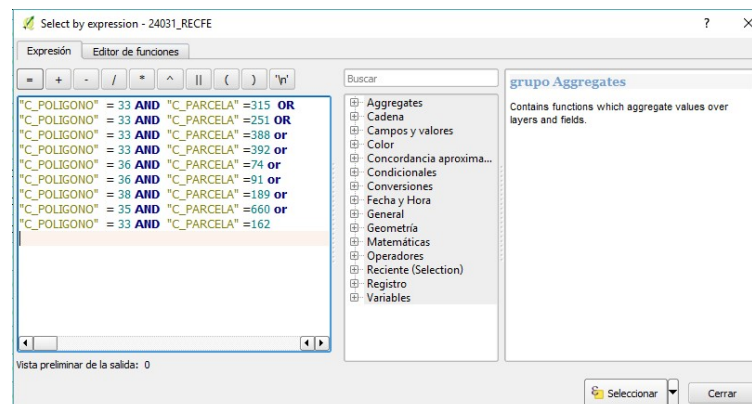 Select by expression - 24031_RECFE
?
X
Expresión
Editor de funciones
= + - / * ^ || ( ) '\n'
"C_POLIGONO" = 33 AND "C_PARCELA" =315 OR
"C_POLIGONO" = 33 AND "C_PARCELA" =251 OR
"C_POLIGONO" = 33 AND "C_PARCELA" =388 or
"C_POLIGONO" = 33 AND "C_PARCELA" =392 or
"C_POLIGONO" = 36 AND "C_PARCELA" =74 or
"C_POLIGONO" = 36 AND "C_PARCELA" =91 or
"C_POLIGONO" = 38 AND "C_PARCELA" =189 or
"C_POLIGONO" = 35 AND "C_PARCELA" =660 or
"C_POLIGONO" = 33 AND "C_PARCELA" =162
Vista preliminar de la salida: 0
Buscar
Aggregates
Cadena
Campos y valores
Color
Concordancia aproxima...
Condicionales
Conversiones
Fecha y Hora
General
Geometría
Matemáticas
Operadores
Reciente (Selection)
Registro
Variables
grupo Aggregates
Contains functions which aggregate values over
layers and fields.
Seleccionar
Cerrar